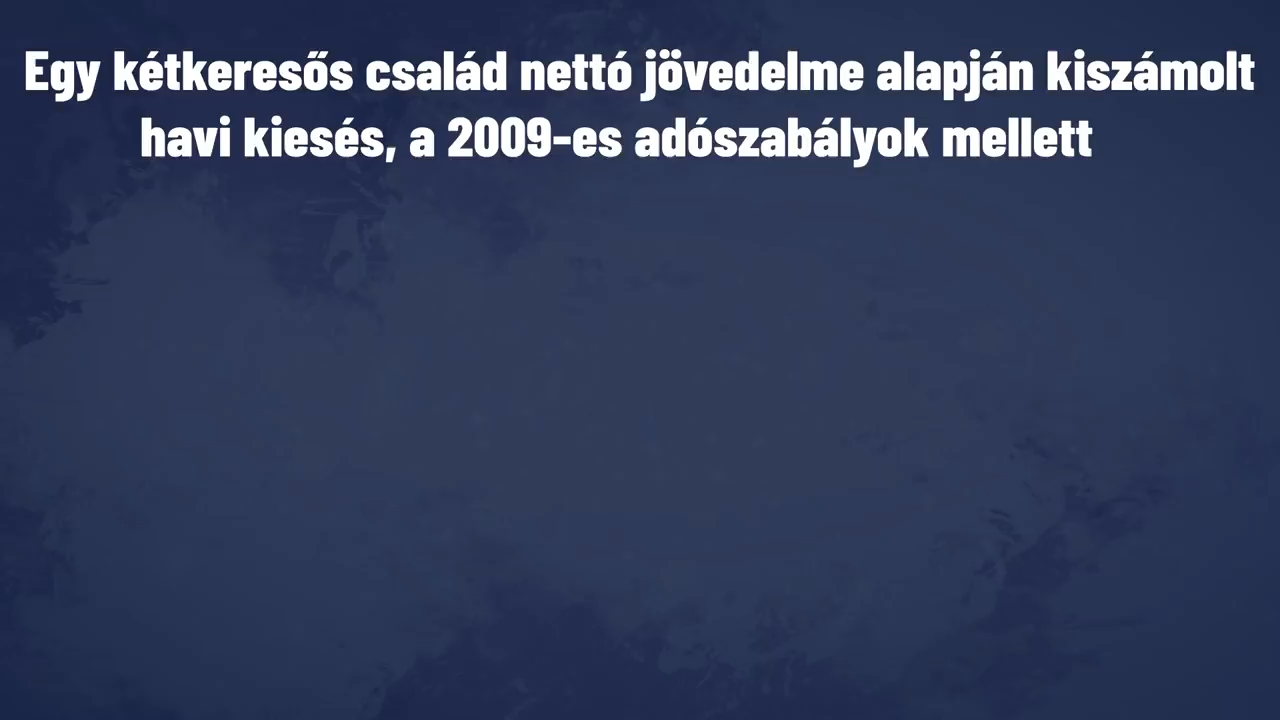 Egy kétkeresős család nettó jövedelme alapján kiszámolt
havi kiesés, a 2009-es adószabályok mellett